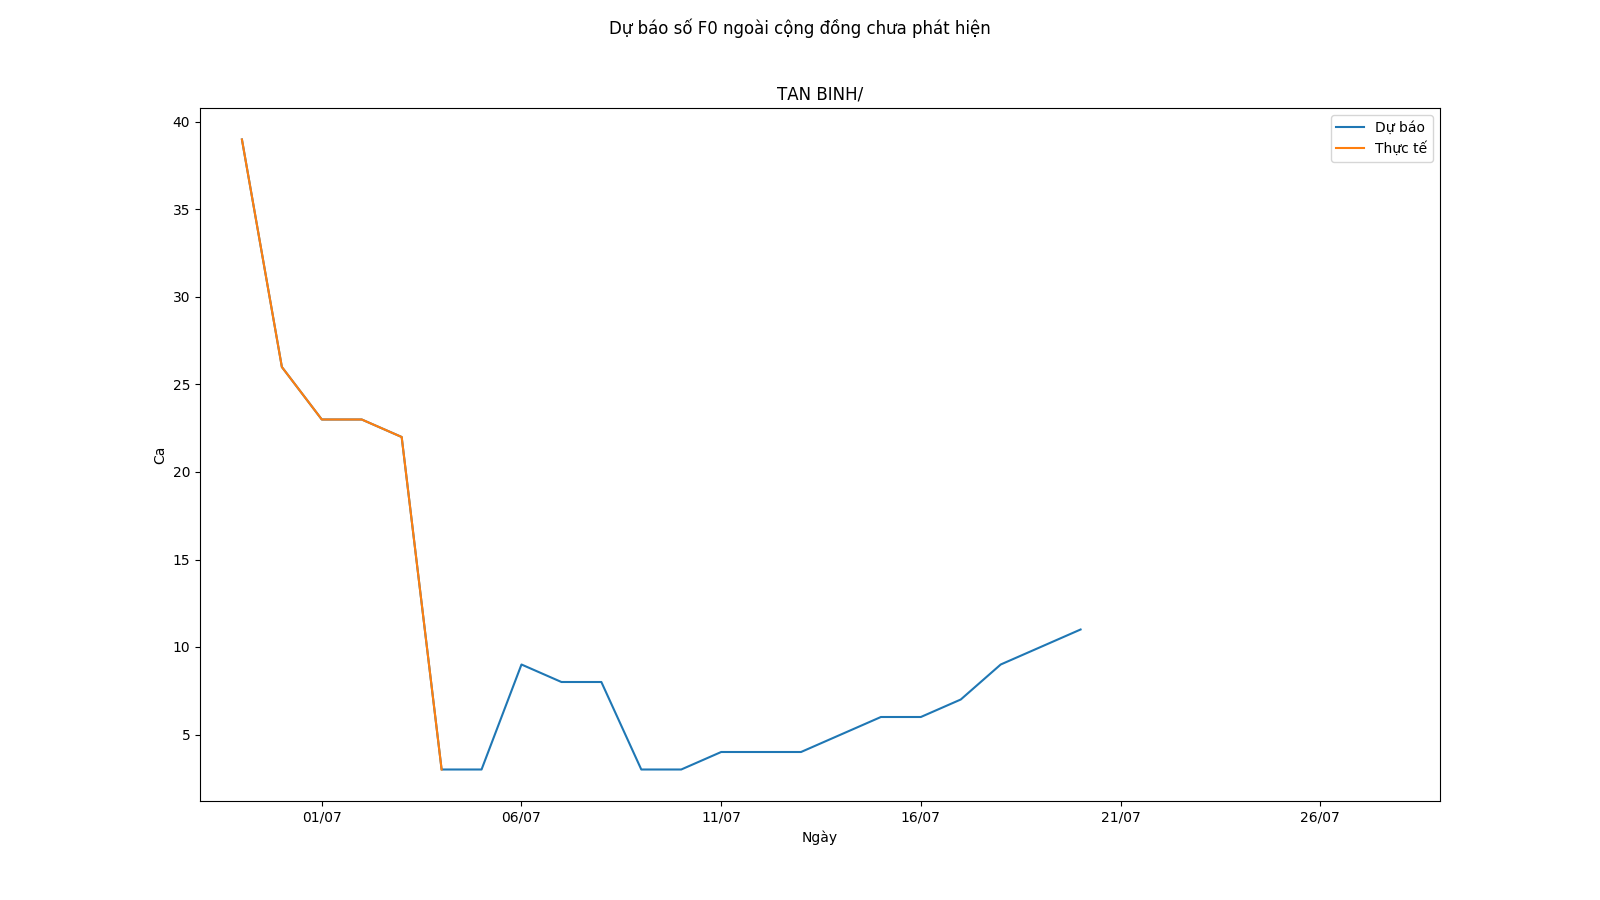 Dự báo số F0 ngoài cộng đồng chưa phát hiện
TAN BINH/
Dự báo
Thực tế
40
35
30
25
20
15
10
5
Ca
01/07
06/07
11/07
16/07
21/07
26/07
Ngày